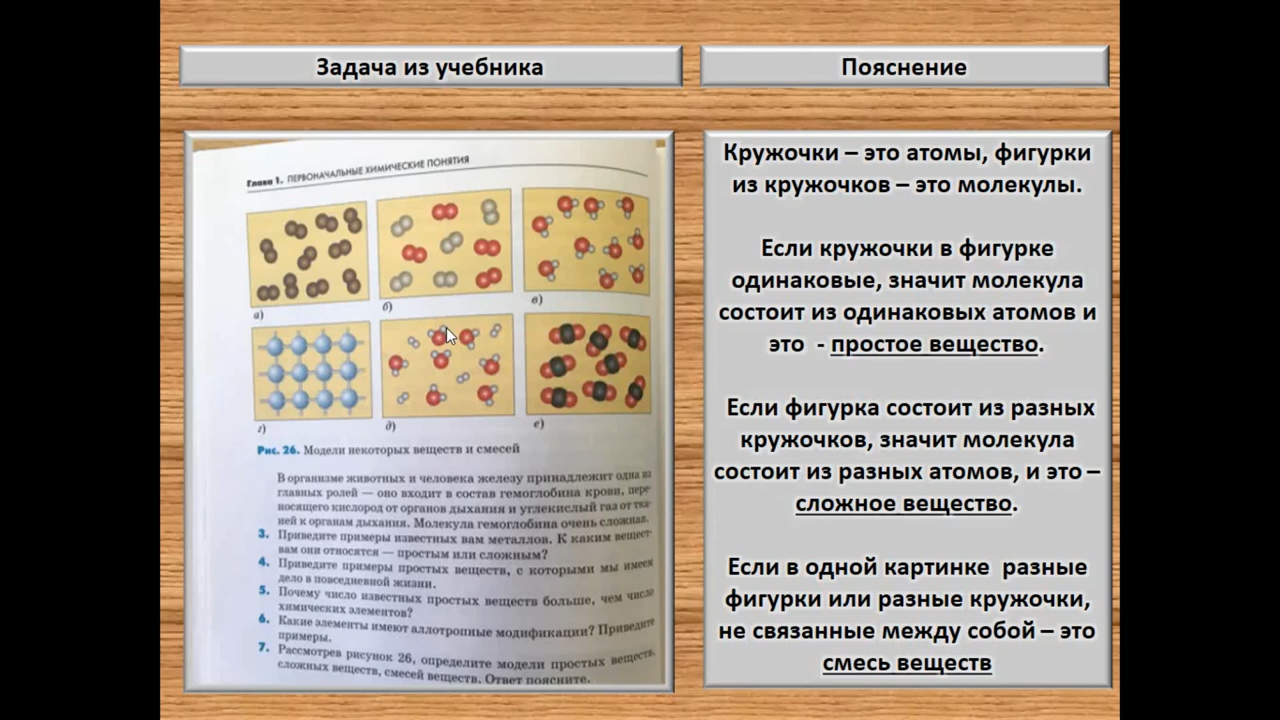 Задача из учебника
Пояснение
Глава 1. ПЕРВОНАЧАЛЬНЫЕ ХИМИЧЕСКИЕ ПОНЯТИЯ
а)
б)
в)
г)
д)
е)
Рис. 26. Модели некоторых веществ и смесей
В организме животных и человека железу принадлежит одна из
главных ролей — оно входит в состав гемоглобина крови, пере-
носящего кислород от органов дыхания и углекислый газ от тка-
ней к органам дыхания. Молекула гемоглобина очень сложная.
3. Приведите примеры известных вам металлов. К каким вещест-
вам они относятся — простым или сложным?
4. Приведите примеры простых веществ, с которыми мы имеем
дело в повседневной жизни.
5. Почему число известных простых веществ больше, чем число
химических элементов?
6. Какие элементы имеют аллотропные модификации? Приведите
примеры.
7. Рассмотрев рисунок 26, определите модели простых веществ,
сложных веществ, смесей веществ. Ответ поясните.
Кружочки – это атомы, фигурки
из кружочков – это молекулы.
Если кружочки в фигурке
одинаковые, значит молекула
состоит из одинаковых атомов и
это - простое вещество.
Если фигурка состоит из разных
кружочков, значит молекула
состоит из разных атомов, и это –
сложное вещество.
Если в одной картинке разные
фигурки или разные кружочки,
не связанные между собой – это
смесь веществ